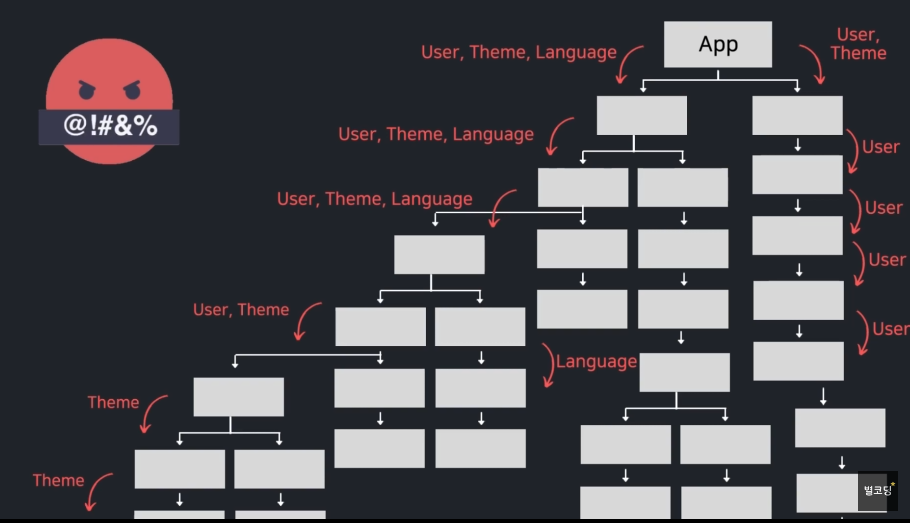 App
User,
Theme
User, Theme, Language
@!#&%
User, Theme, Language
User
User, Theme, Language
User
User
User, Theme
User
Language
Theme
Theme
별코딩